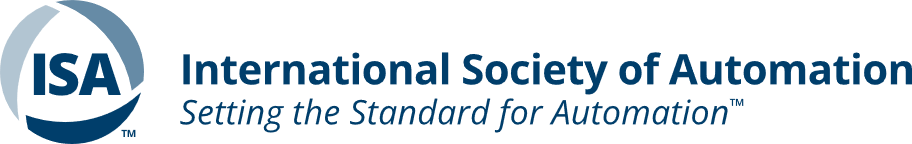 ISA
TM
International Society of Automation
Setting the Standard for Automation™